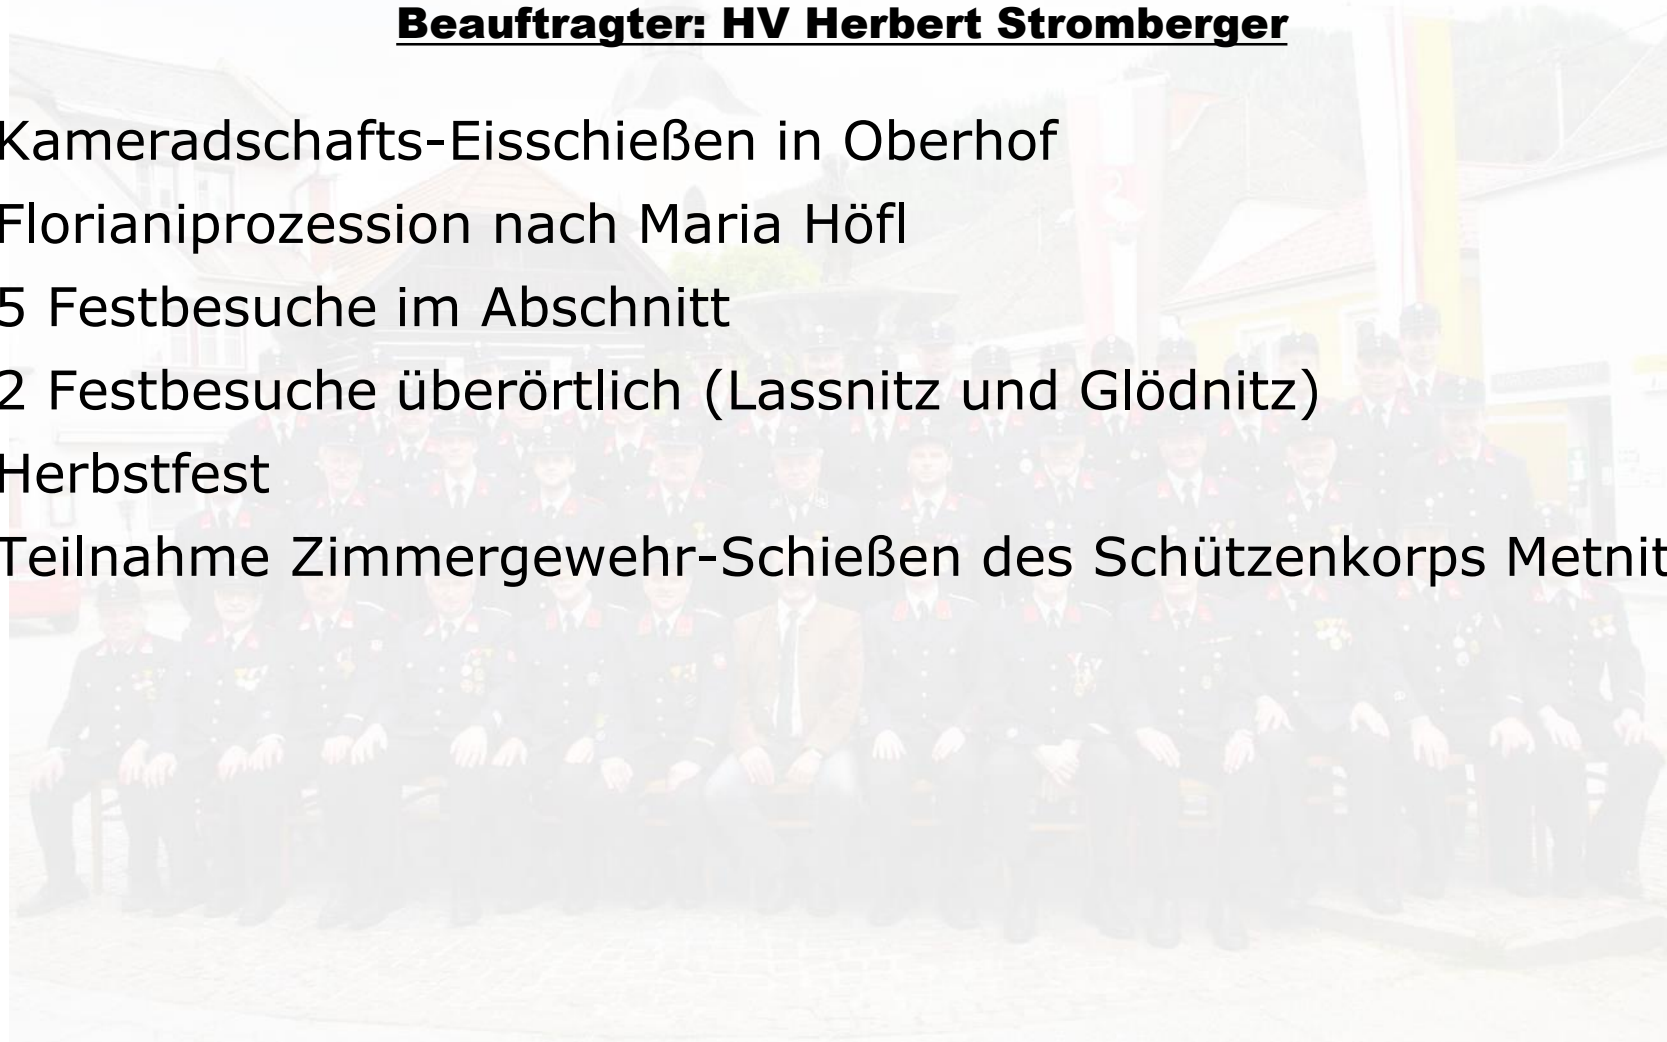 Beauftragter: HV Herbert Stromberger
Kameradschafts-Eisschießen in Oberhof
Florianiprozession nach Maria Höfl
5 Festbesuche im Abschnitt
2 Festbesuche überörtlich (Lassnitz und Glödnitz)
Herbstfest
Teilnahme Zimmergewehr-Schießen des Schützenkorps Metnit